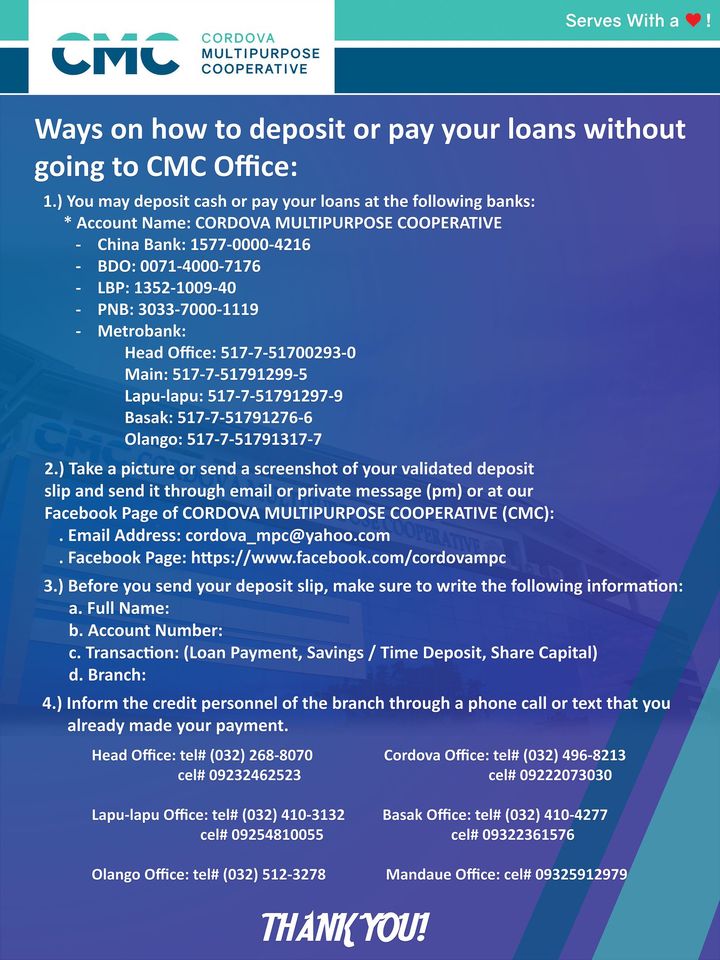 Serves With a ❤ !
CMC
CORDOVA
MULTIPURPOSE
COOPERATIVE
Ways on how to deposit or pay your loans without
going to CMC Office:
1.) You may deposit cash or pay your loans at the following banks:
* Account Name: CORDOVA MULTIPURPOSE COOPERATIVE
- China Bank: 1577-0000-4216
- BDO: 0071-4000-7176
- LBP: 1352-1009-40
- PNB: 3033-7000-1119
- Metrobank:
Head Office: 517-7-51700293-0
Main: 517-7-51791299-5
Lapu-lapu: 517-7-51791297-9
Basak: 517-7-51791276-6
Olango: 517-7-51791317-7
2.) Take a picture or send a screenshot of your validated deposit
slip and send it through email or private message (pm) or at our
Facebook Page of CORDOVA MULTIPURPOSE COOPERATIVE (CMC):
. Email Address: cordova_mpc@yahoo.com
. Facebook Page: https://www.facebook.com/cordovampc
3.) Before you send your deposit slip, make sure to write the following information:
a. Full Name:
b. Account Number:
c. Transaction: (Loan Payment, Savings / Time Deposit, Share Capital)
d. Branch:
4.) Inform the credit personnel of the branch through a phone call or text that you
already made your payment.
Head Office: tel# (032) 268-8070
cel# 09232462523
Cordova Office: tel# (032) 496-8213
cel# 09222073030
Lapu-lapu Office: tel# (032) 410-3132
cel# 09254810055
Basak Office: tel# (032) 410-4277
cel# 09322361576
Olango Office: tel# (032) 512-3278
Mandaue Office: cel# 09325912979
THANK YOU!